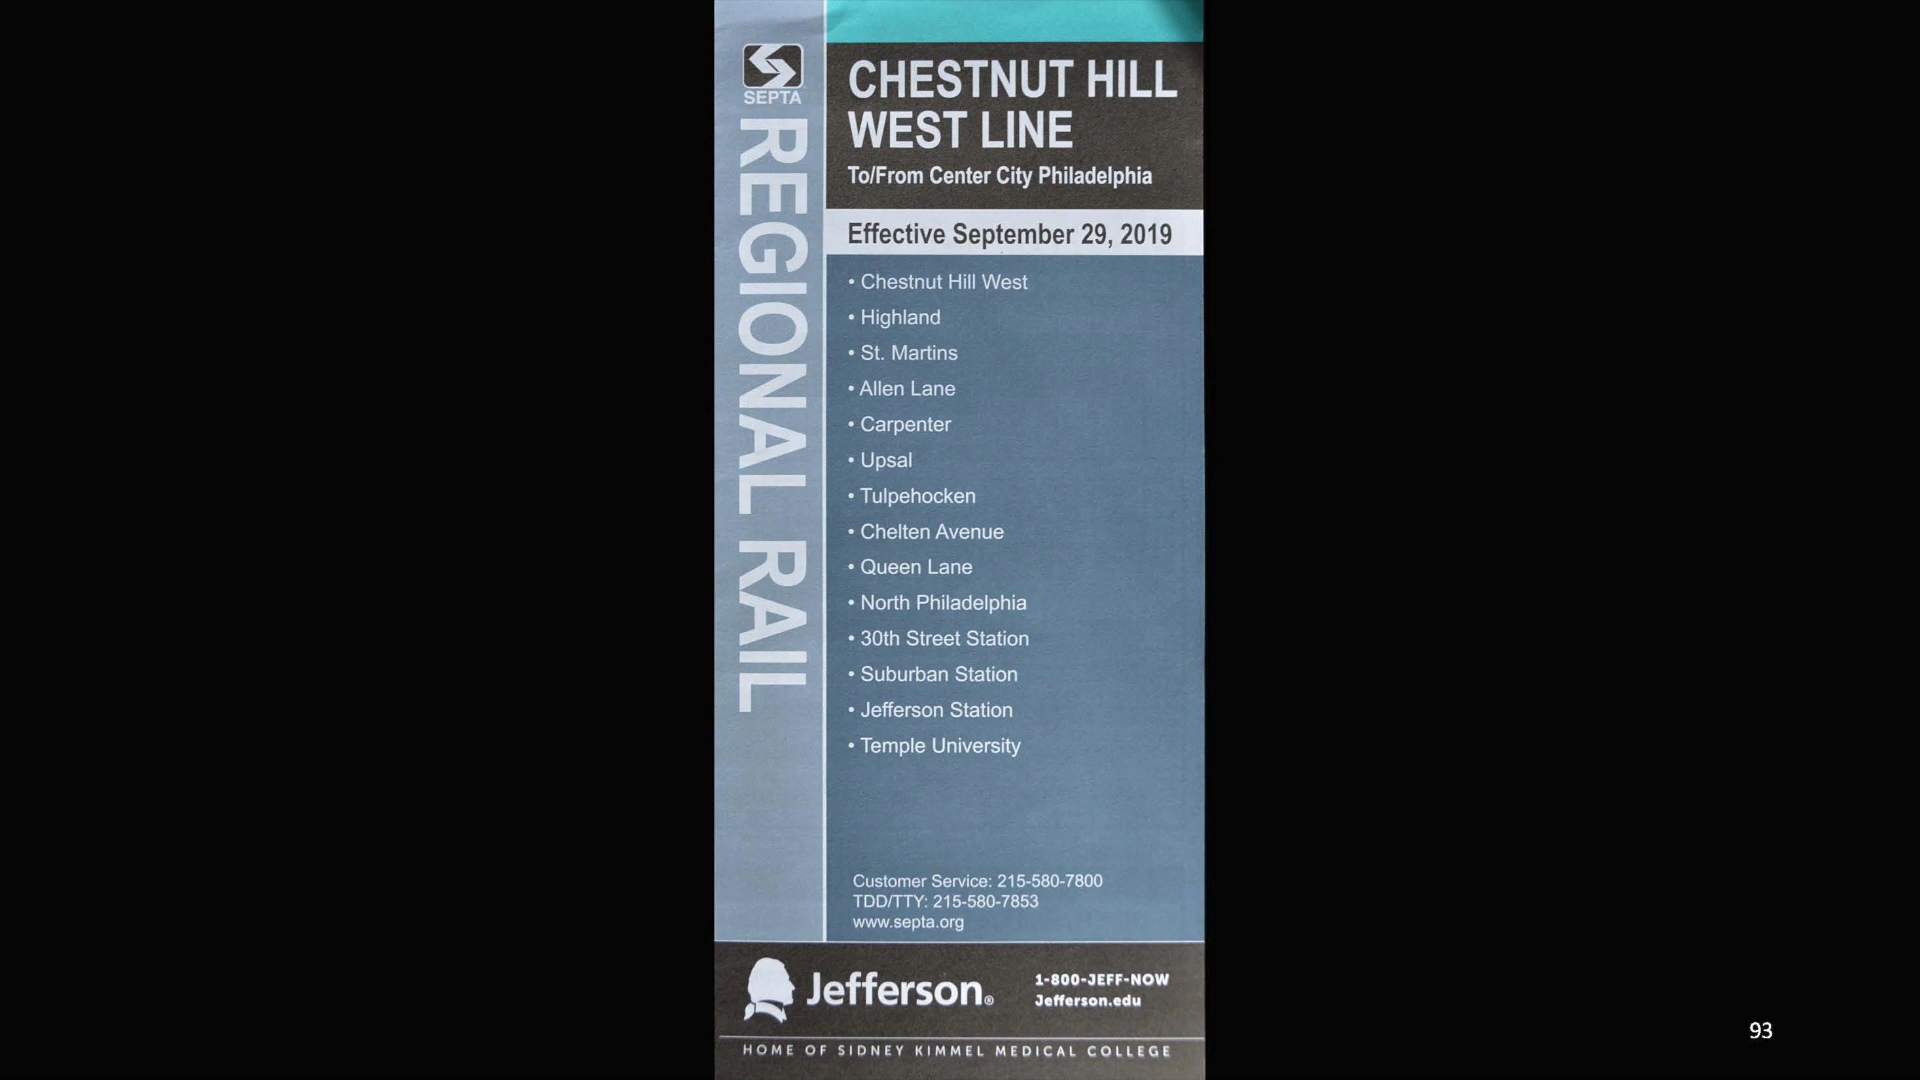 SEPTA
REGIONAL RAIL
CHESTNUT HILL
WEST LINE
To/From Center City Philadelphia
Effective September 29, 2019
• Chestnut Hill West
• Highland
• St. Martins
• Allen Lane
• Carpenter
• Upsal
• Tulpehocken
• Chelten Avenue
• Queen Lane
• North Philadelphia
• 30th Street Station
• Suburban Station
• Jefferson Station
• Temple University
Customer Service: 215-580-7800
TDD/TTY: 215-580-7853
www.septa.org
Jefferson®
1-800-JEFF-NOW
Jefferson.edu
HOME OF SIDNEY KIMMEL MEDICAL COLLEGE
93